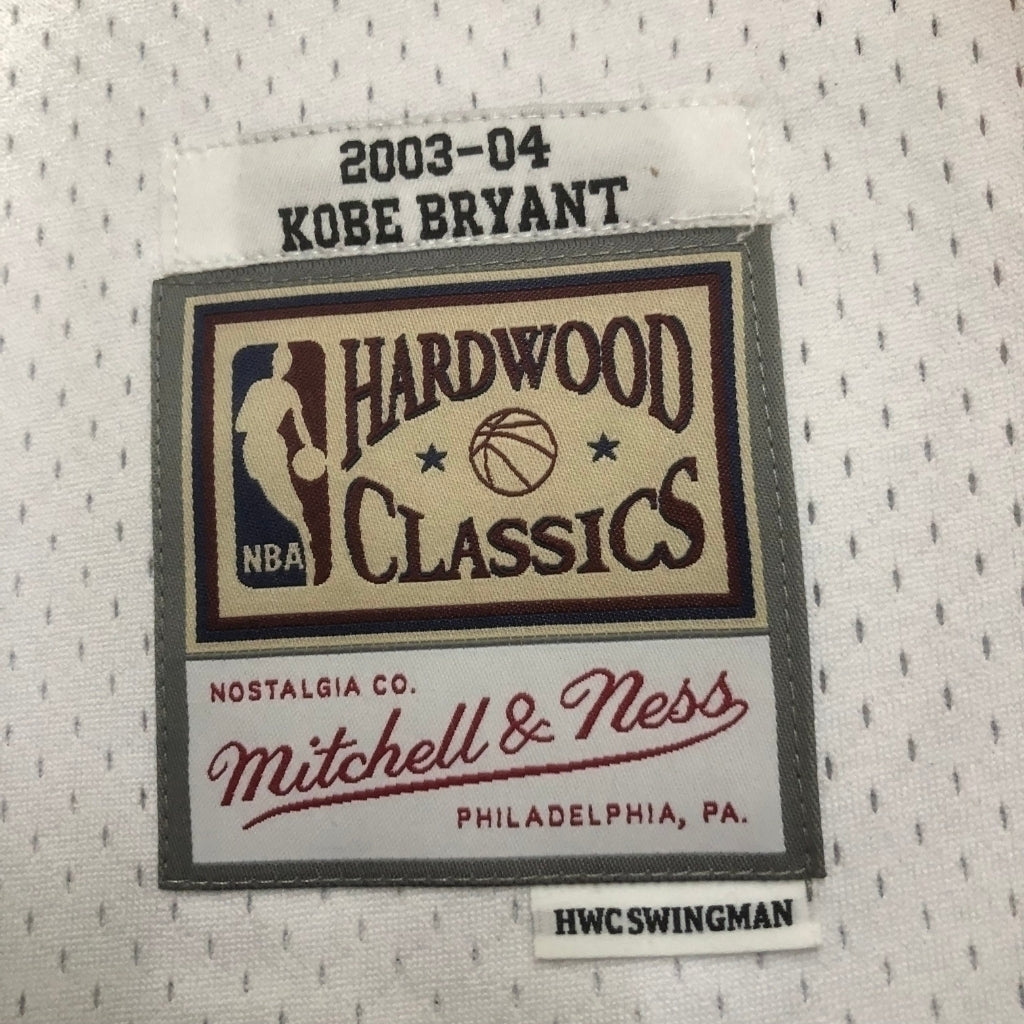 2003-04
KOBE BRYANT
HARDWOOD
CLASSICS
NBA
NOSTALGIA CO.
Mitchell & Ness
PHILADELPHIA, PA.
HWC SWINGMAN